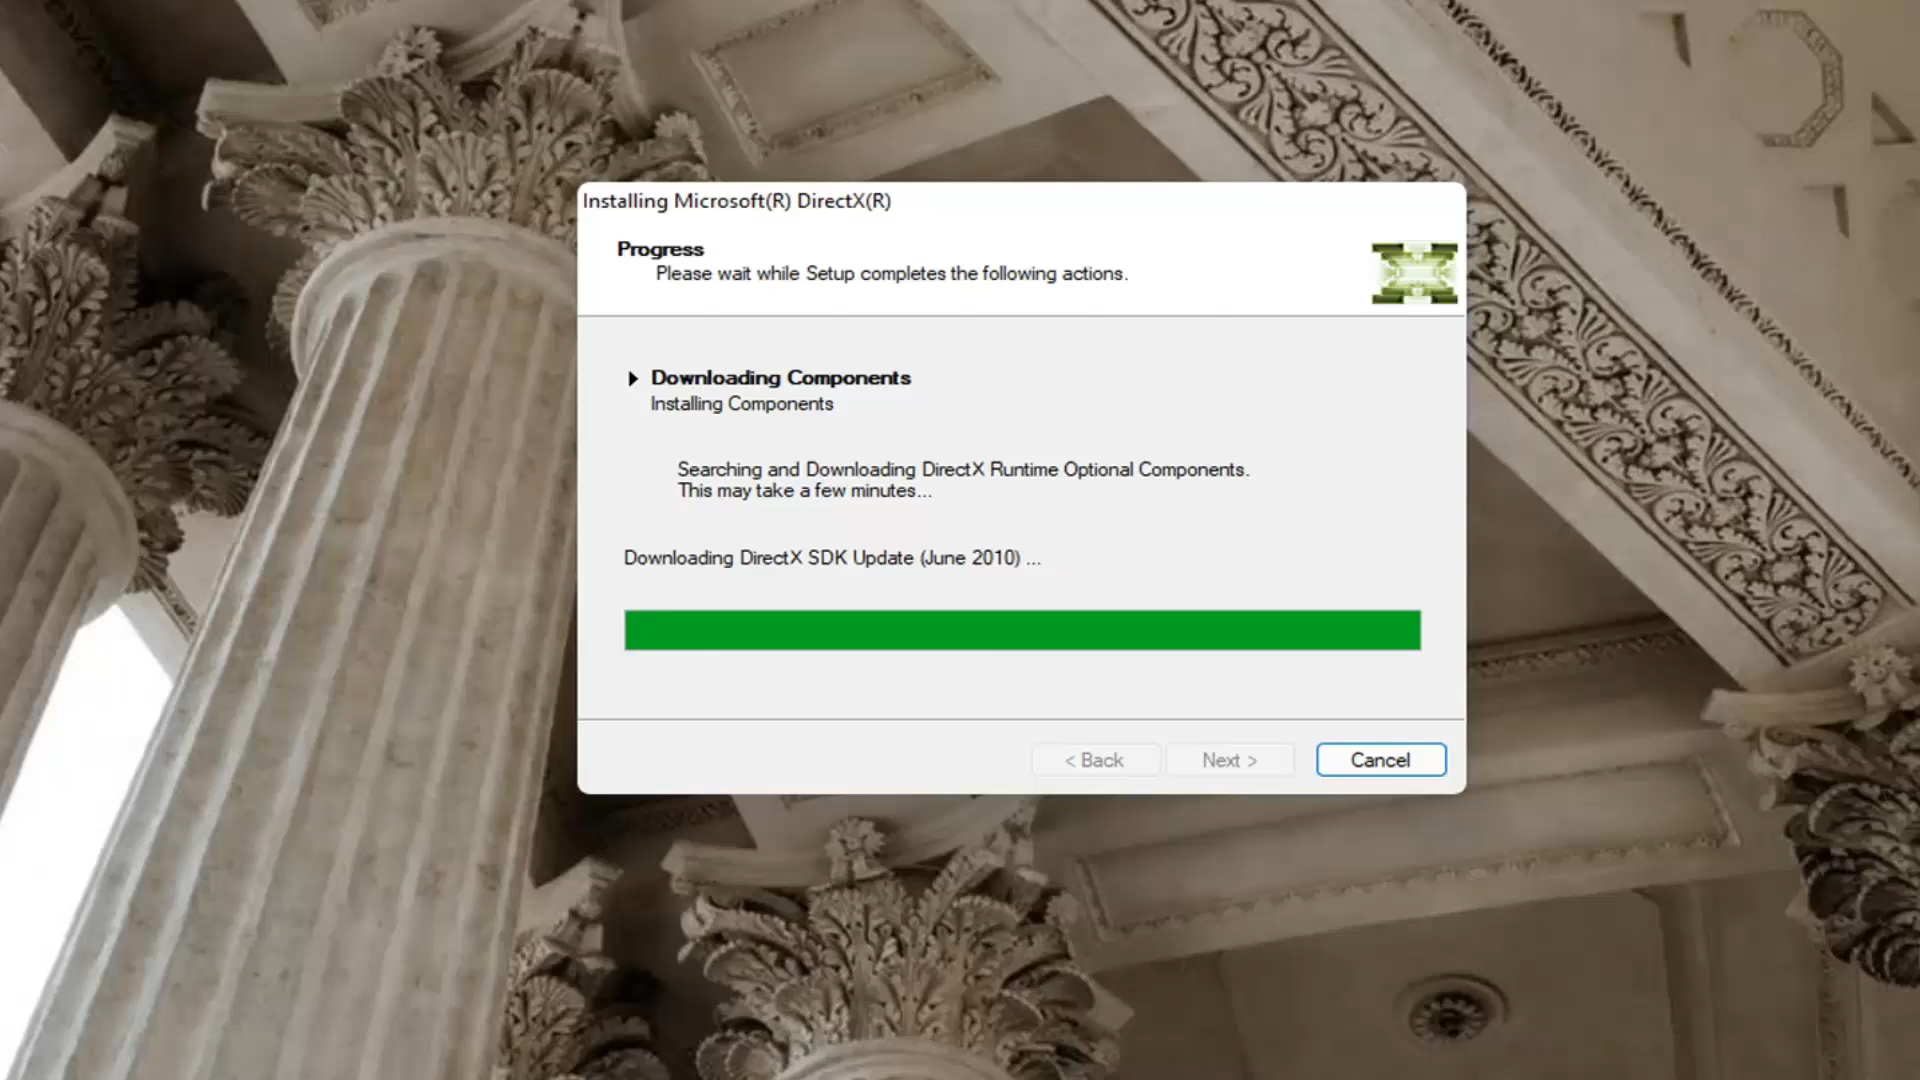 Installing Microsoft(R) DirectX(R)
Progress
Please wait while Setup completes the following actions.
Downloading Components
Installing Components
Searching and Downloading DirectX Runtime Optional Components.
This may take a few minutes...
Downloading DirectX SDK Update (June 2010) ...
< Back
Next >
Cancel